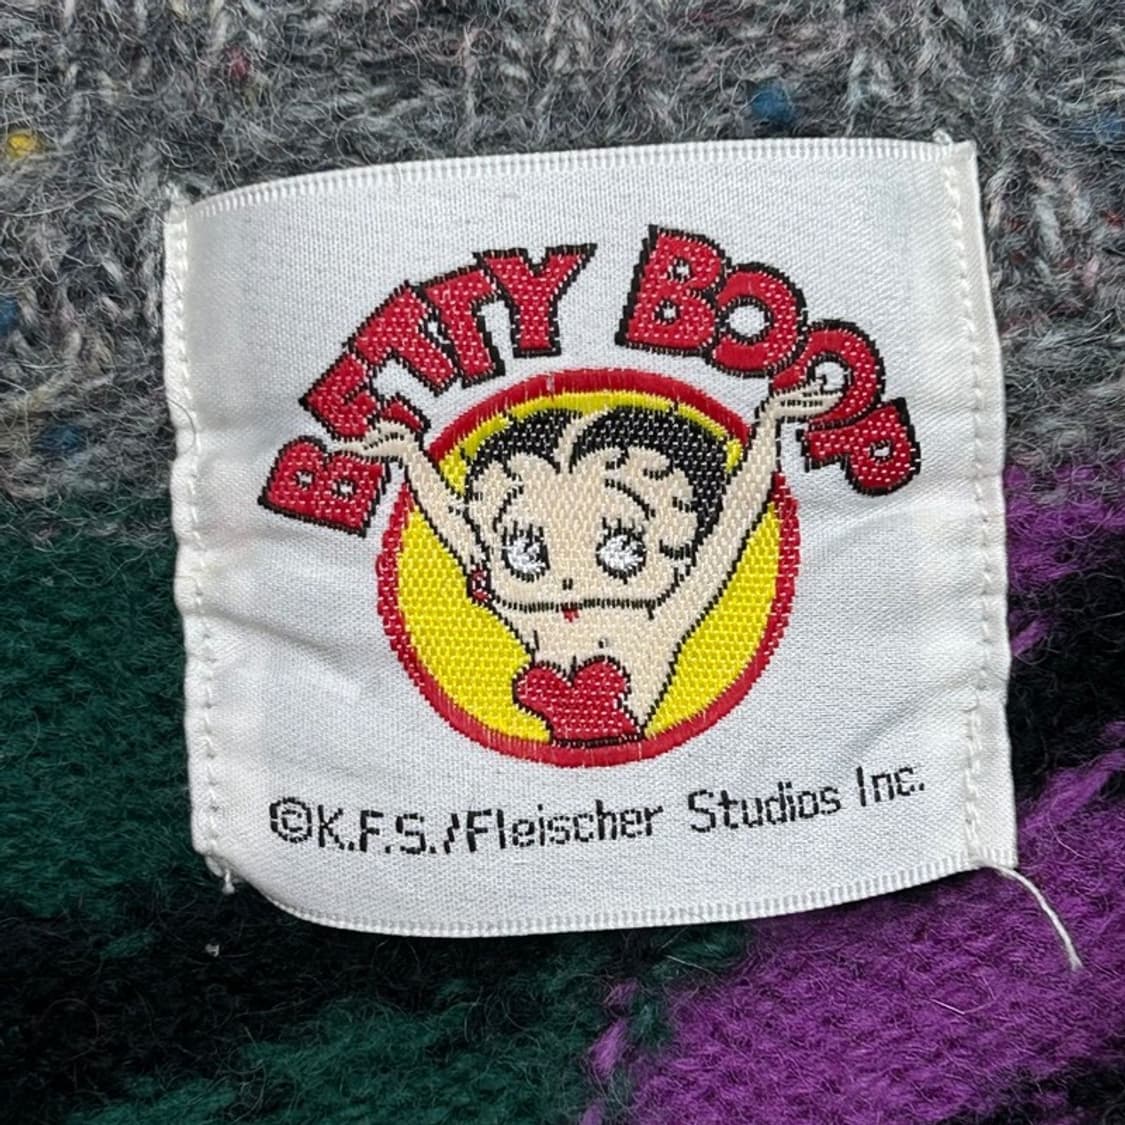 BETTY BOOP
©K.F.S./Fleischer Studios Inc.